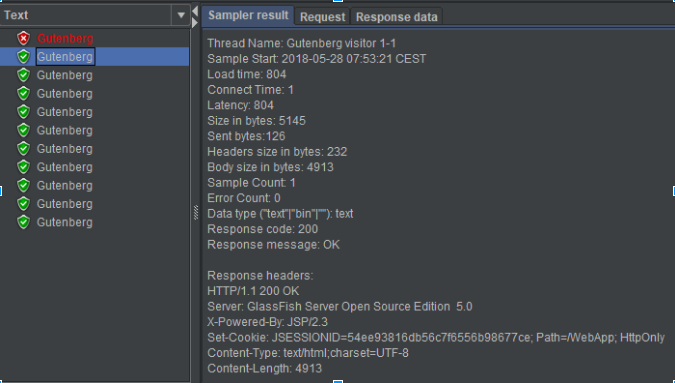 Text
Gutenberg
Gutenberg
Gutenberg
Gutenberg
Gutenberg
Gutenberg
Gutenberg
Gutenberg
Gutenberg
Gutenberg
Gutenberg
Sampler result Request Response data
Thread Name: Gutenberg visitor 1-1
Sample Start: 2018-05-28 07:53:21 CEST
Load time: 804
Connect Time: 1
Latency: 804
Size in bytes: 5145
Sent bytes:126
Headers size in bytes: 232
Body size in bytes: 4913
Sample Count: 1
Error Count: 0
Data type ("text"|"bin"|""): text
Response code: 200
Response message: OK
Response headers:
HTTP/1.1 200 OK
Server: GlassFish Server Open Source Edition  5.0
X-Powered-By: JSP/2.3
Set-Cookie: JSESSIONID=54ee93816db56c7f6556b98677ce; Path=/WebApp; HttpOnly
Content-Type: text/html;charset=UTF-8
Content-Length: 4913